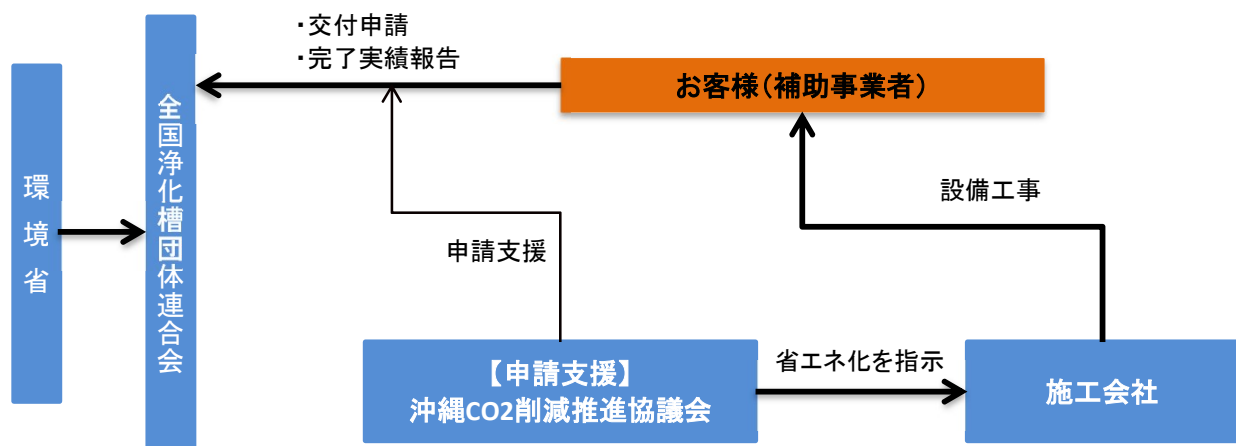 環境省
全国浄化槽団体連合会
・交付申請
・完了実績報告
お客様（補助事業者）
設備工事
申請支援
【申請支援】
沖縄CO2削減推進協議会
省エネ化を指示
施工会社